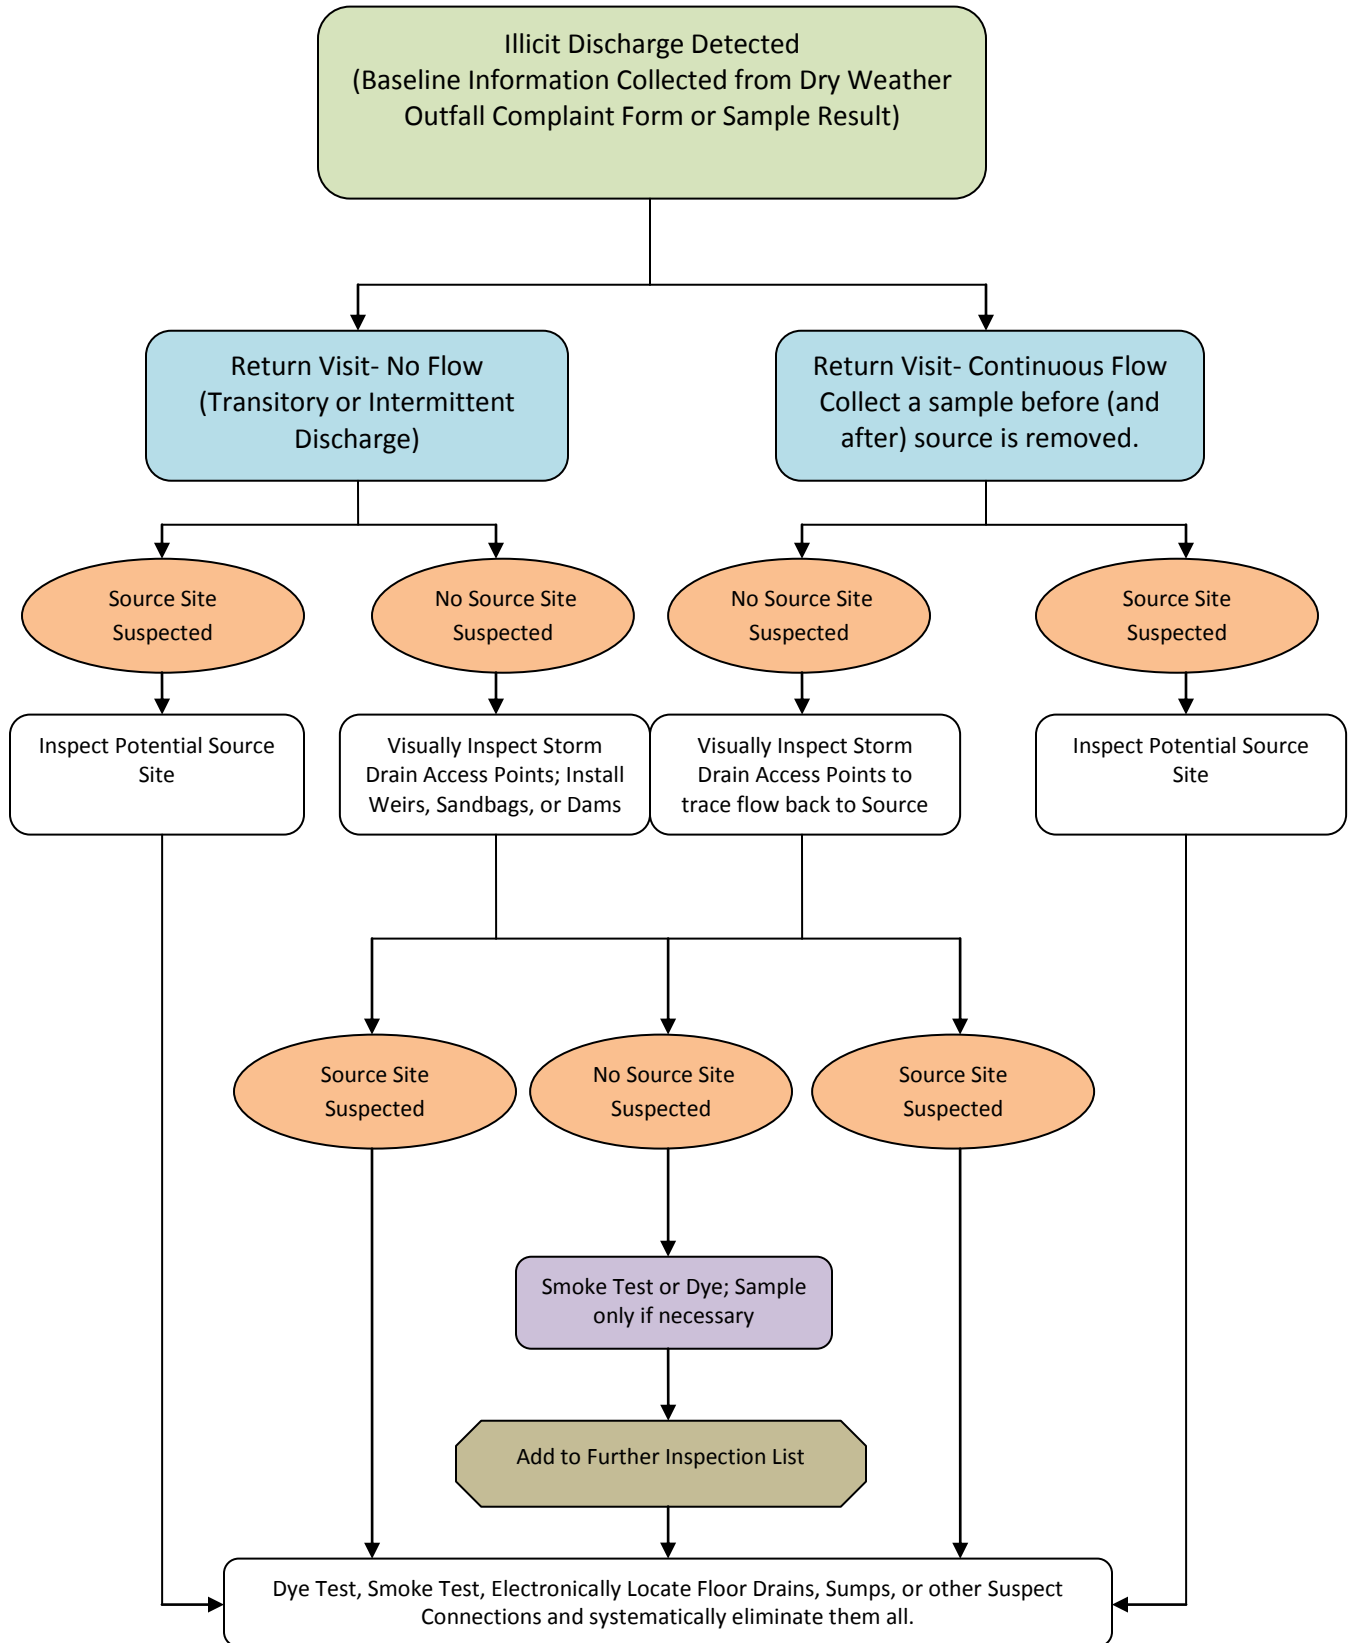 Illicit Discharge Detected
(Baseline Information Collected from Dry Weather
Outfall Complaint Form or Sample Result)
Return Visit- No Flow
(Transitory or Intermittent
Discharge)
Return Visit- Continuous Flow
Collect a sample before (and
after) source is removed.
Source Site
Suspected
No Source Site
Suspected
No Source Site
Suspected
Source Site
Suspected
Inspect Potential Source
Site
Visually Inspect Storm
Drain Access Points; Install
Weirs, Sandbags, or Dams
Visually Inspect Storm
Drain Access Points to
trace flow back to Source
Inspect Potential Source
Site
Source Site
Suspected
No Source Site
Suspected
Source Site
Suspected
Smoke Test or Dye; Sample
only if necessary
Add to Further Inspection List
Dye Test, Smoke Test, Electronically Locate Floor Drains, Sumps, or other Suspect
Connections and systematically eliminate them all.